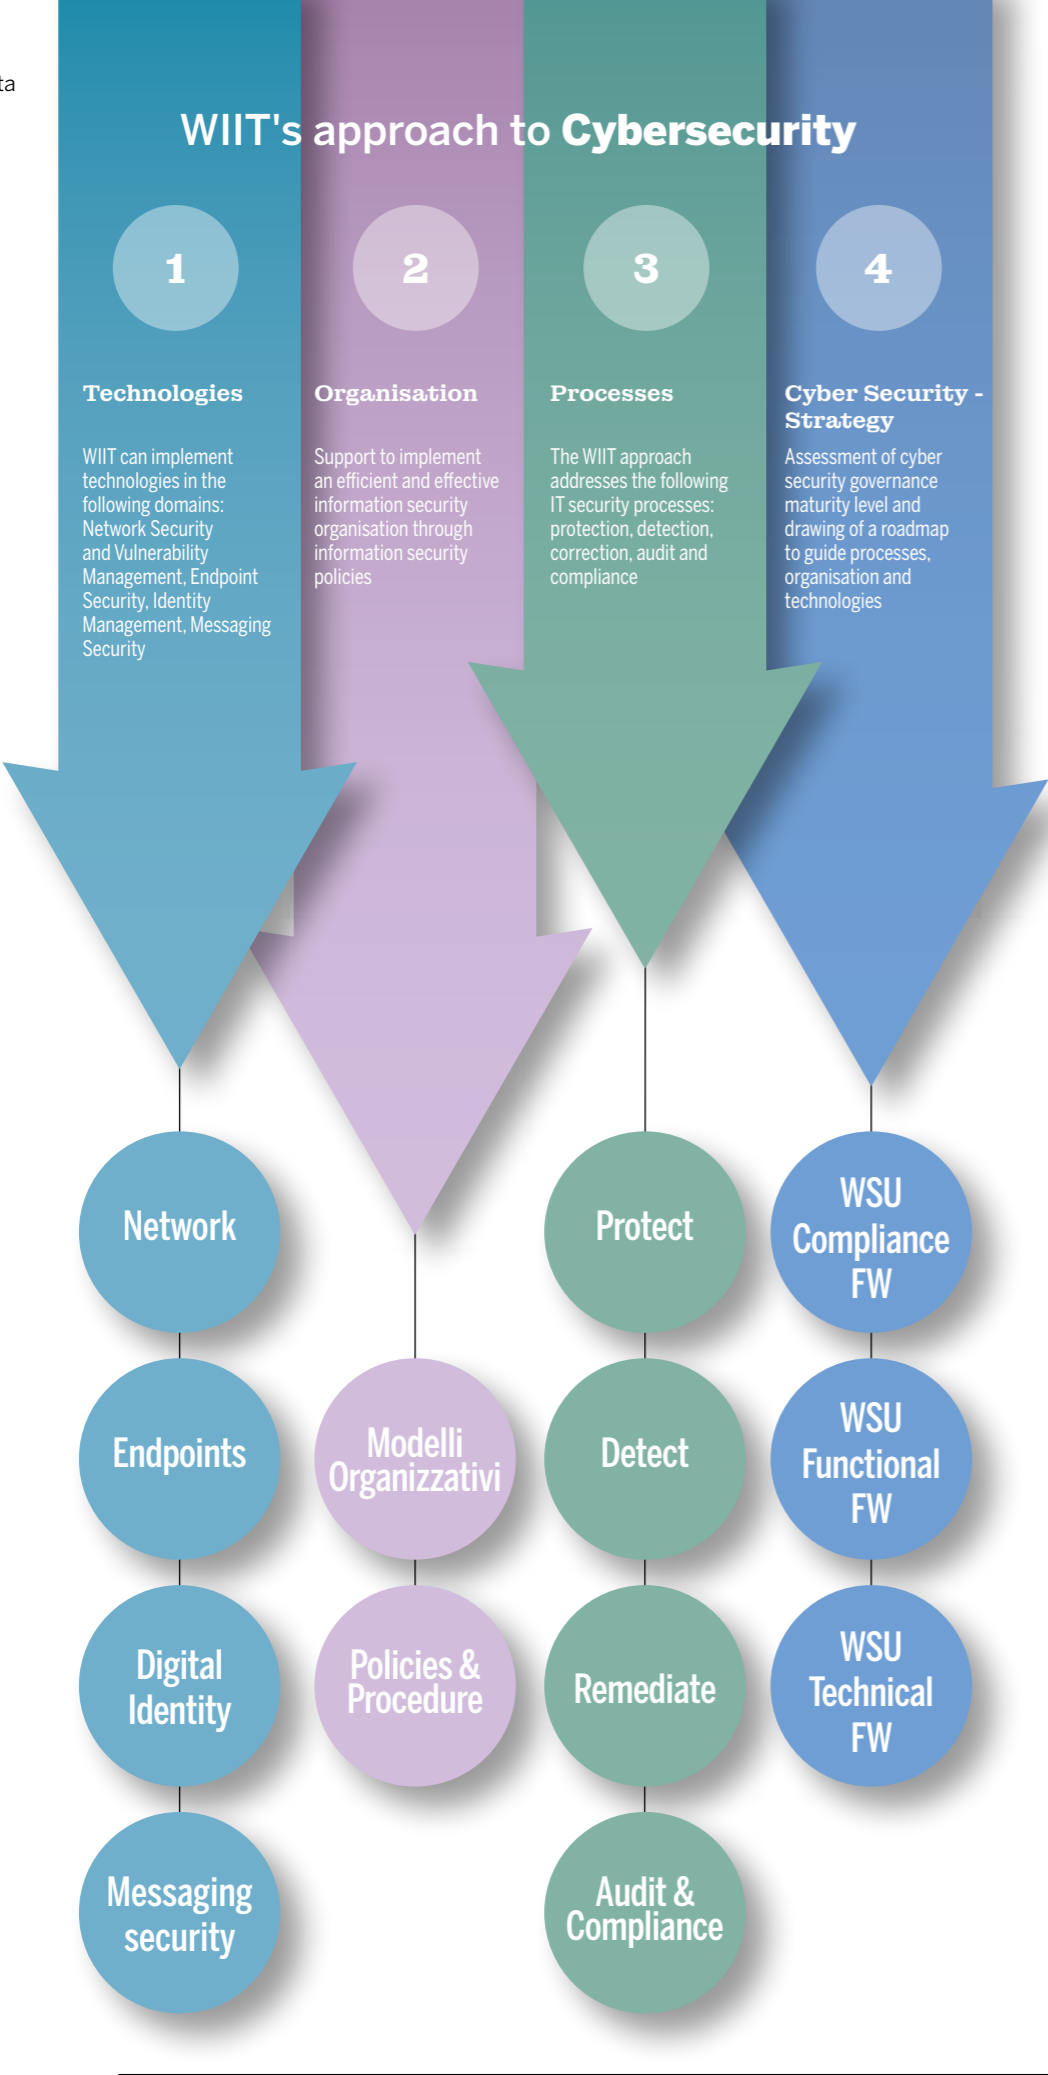 ta
WIIT's approach to Cybersecurity
1
Technologies
WIIT can implement
technologies in the
following domains:
Network Security
and Vulnerability
Management, Endpoint
Security, Identity
Management, Messaging
Security
2
Organisation
Support to implement
an efficient and effective
information security
organisation through
information security
policies
3
Processes
The WIIT approach
addresses the following
IT security processes:
protection, detection,
correction, audit and
compliance
4
Cyber Security -
Strategy
Assessment of cyber
security governance
maturity level and
drawing of a roadmap
to guide processes,
organisation and
technologies
Network
Endpoints
Digital
Identity
Messaging
security
Modelli
Organizzativi
Policies &
Procedure
Protect
Detect
Remediate
Audit &
Compliance
WSU
Compliance
FW
WSU
Functional
FW
WSU
Technical
FW